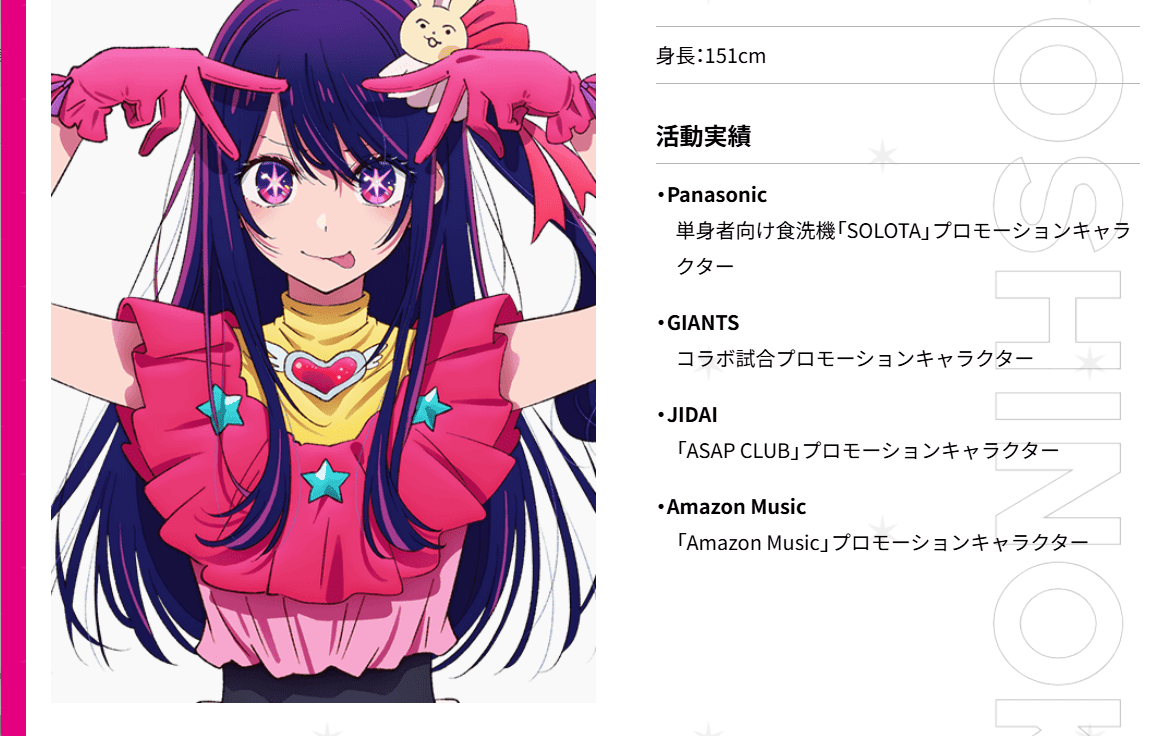 身長：151cm
活動実績
・Panasonic
単身者向け食洗機「SOLOTA」プロモーションキャラ
クター
・GIANTS
コラボ試合プロモーションキャラクター
・JIDAI
「ASAP CLUB」プロモーションキャラクター
・Amazon Music
「Amazon Music」プロモーションキャラクター
OSHINO